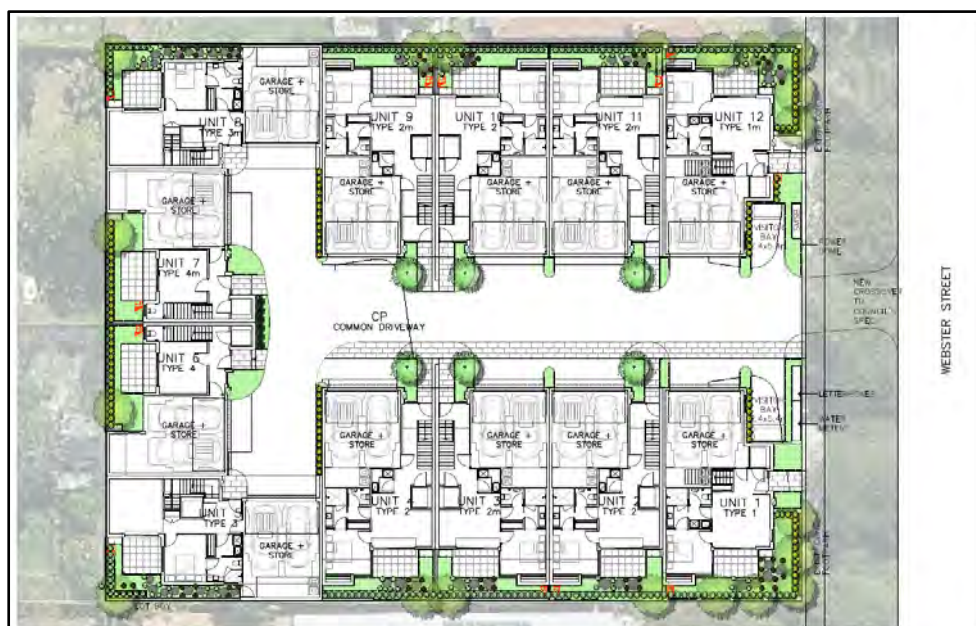 GARAGE +
STORE
UNIT 8
TYPE 3m
UNIT 9
TYPE 2m
UNIT 10
TYPE 2
UNIT 11
TYPE 2m
UNIT 12
TYPE 1m
GARAGE +
STORE
GARAGE +
STORE
GARAGE +
STORE
GARAGE +
STORE
GARAGE +
STORE
VISITOR
BAY
POWER
DOME
UNIT 7
TYPE 4m
NEW
CROSSOVER
TO
COUNCIL'S
SPEC
CP
COMMON DRIVEWAY
WEBSTER STREET
UNIT 6
TYPE 4
GARAGE +
STORE
VISITOR
BAY
WATER
METER
GARAGE +
STORE
GARAGE +
STORE
GARAGE +
STORE
GARAGE +
STORE
UNIT 5
TYPE 3
GARAGE +
STORE
UNIT 4
TYPE 2
UNIT 3
TYPE 2m
UNIT 2
TYPE 2
UNIT 1
TYPE 1